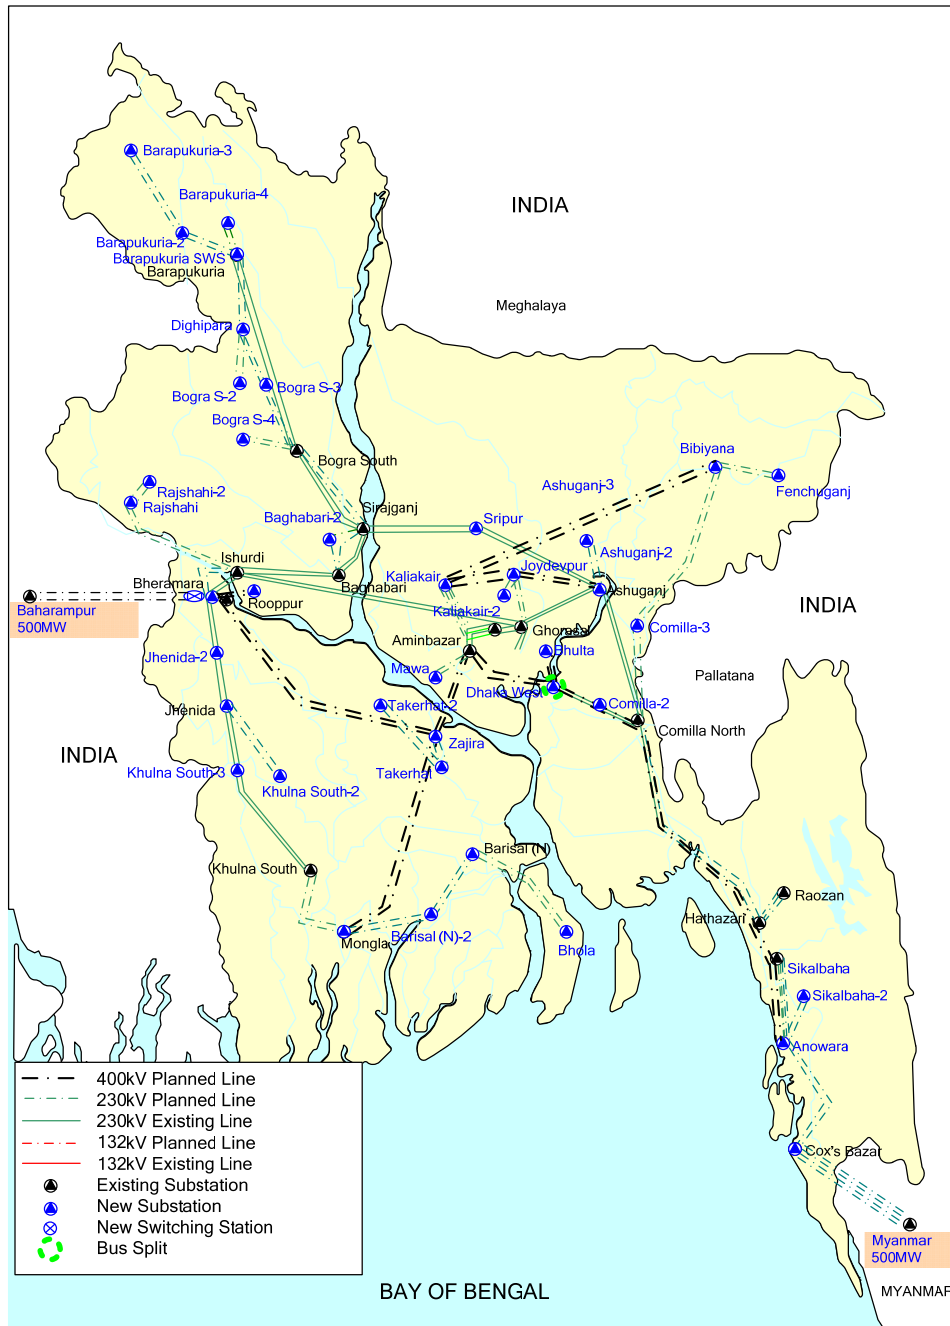 Barapukuria-3
Barapukuria-4
INDIA
Barapukuria-2
Barapukuria SWS
Barapukuria
Meghalaya
Dighipara
Bogra S-3
Bogra S-2
Bogra S-4
Bibiyana
Bogra South
Rajshahi-2
Ashuganj-3
Fenchuganj
Rajshahi
Sirajganj
Baghabari-2
Sripur
Ashuganj-2
Ishurdi
Joydevpur
Bheramara
Kaliakair
Baghabari
Ashuganj
Rooppur
INDIA
Baharampur
500MW
Kaliakair-2
Ghorasal
Comilla-3
Aminbazar
Bhulta
Jhenida-2
Mawa
Pallatana
Dhaka West
Takerhat-2
Comilla-2
Jhenida
Comilla North
Zajira
INDIA
Khulna South-3
Takerhat
Khulna South-2
Barisal (N)
Khulna South
Raozan
Hathazari
Barisal (N)-2
Mongla
Bhola
Sikalbaha
Sikalbaha-2
Anowara
400kV Planned Line
230kV Planned Line
230kV Existing Line
132kV Planned Line
132kV Existing Line
Existing Substation
New Substation
New Switching Station
Bus Split
Cox's Bazar
Myanmar
500MW
BAY OF BENGAL
MYANMAR